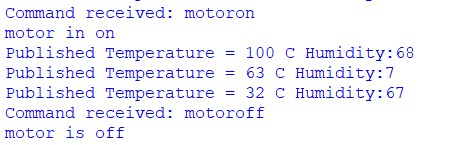 Command received: motoron
motor in on
Published Temperature = 100 C Humidity:68
Published Temperature = 63 C Humidity:7
Published Temperature = 32 C Humidity:67
Command received: motoroff
motor is off